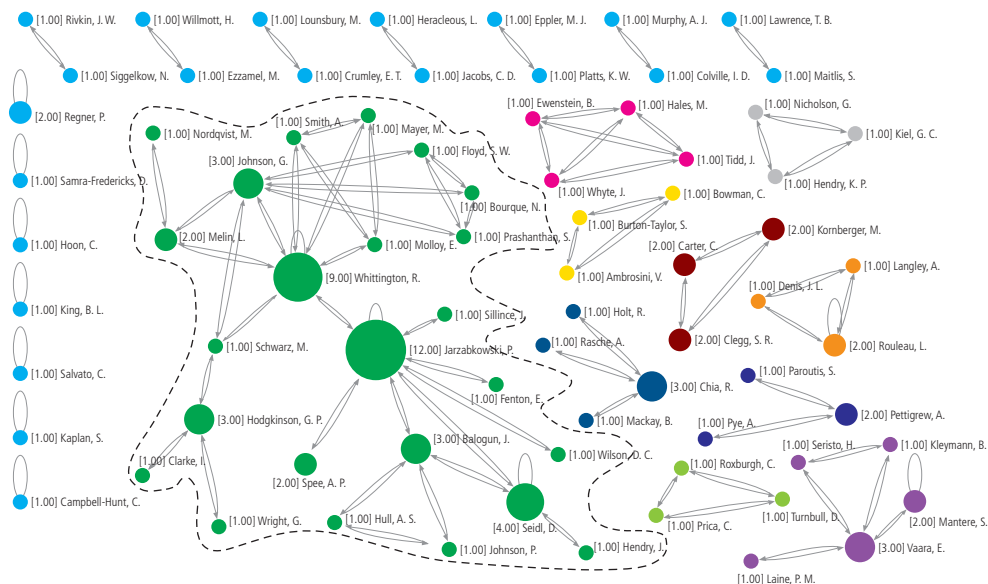 [1.00] Rivkin, J. W.
[1.00] Willmott, H.
[1.00] Lounsbury, M.
[1.00] Heracleous, L.
[1.00] Eppler, M. J.
[1.00] Murphy, A. J.
[1.00] Lawrence, T. B.
[1.00] Siggelkow, N.
[1.00] Ezzamel, M.
[1.00] Crumley, E. T.
[1.00] Jacobs, C. D.
[1.00] Platts, K. W.
[1.00] Colville, I. D.
[1.00] Maitlis, S.
[2.00] Regner, P.
[1.00] Samra-Fredericks, D.
[1.00] Hoon, C.
[1.00] King, B. L.
[1.00] Salvato, C.
[1.00] Kaplan, S.
[1.00] Campbell-Hunt, C.
[1.00] Nordqvist, M.
[1.00] Smith, A.
[1.00] Mayer, M.
[1.00] Floyd, S. W.
[3.00] Johnson, G.
[1.00] Bourque, N.
[2.00] Melin, L.
[1.00] Molloy, E.
[1.00] Prashanthan, S.
[9.00] Whittington, R.
[1.00] Sillince, J.
[1.00] Schwarz, M.
[12.00] Jarzabkowski, P.
[1.00] Fenton, E.
[3.00] Hodgkinson, G. P.
[3.00] Balogun, J.
[1.00] Wilson, D. C.
[1.00] Clarke, I.
[2.00] Spee, A. P.
[1.00] Wright, G.
[1.00] Hull, A. S.
[4.00] Seidl, D.
[1.00] Johnson, P.
[1.00] Hendry, J.
[1.00] Ewenstein, B.
[1.00] Hales, M.
[1.00] Tidd, J.
[1.00] Whyte, J.
[1.00] Nicholson, G.
[1.00] Kiel, G. C.
[1.00] Hendry, K. P.
[1.00] Bowman, C.
[1.00] Burton-Taylor, S.
[1.00] Ambrosini, V.
[2.00] Kornberger, M.
[2.00] Carter, C.
[2.00] Clegg, S. R.
[1.00] Langley, A.
[1.00] Denis, J. L.
[2.00] Rouleau, L.
[1.00] Holt, R.
[1.00] Rasche, A.
[3.00] Chia, R.
[1.00] Mackay, B.
[1.00] Paroutis, S.
[2.00] Pettigrew, A.
[1.00] Pye, A.
[1.00] Roxburgh, C.
[1.00] Turnbull, D.
[1.00] Prica, C.
[1.00] Seristo, H.
[1.00] Kleymann, B.
[2.00] Mantere, S.
[3.00] Vaara, E.
[1.00] Laine, P. M.